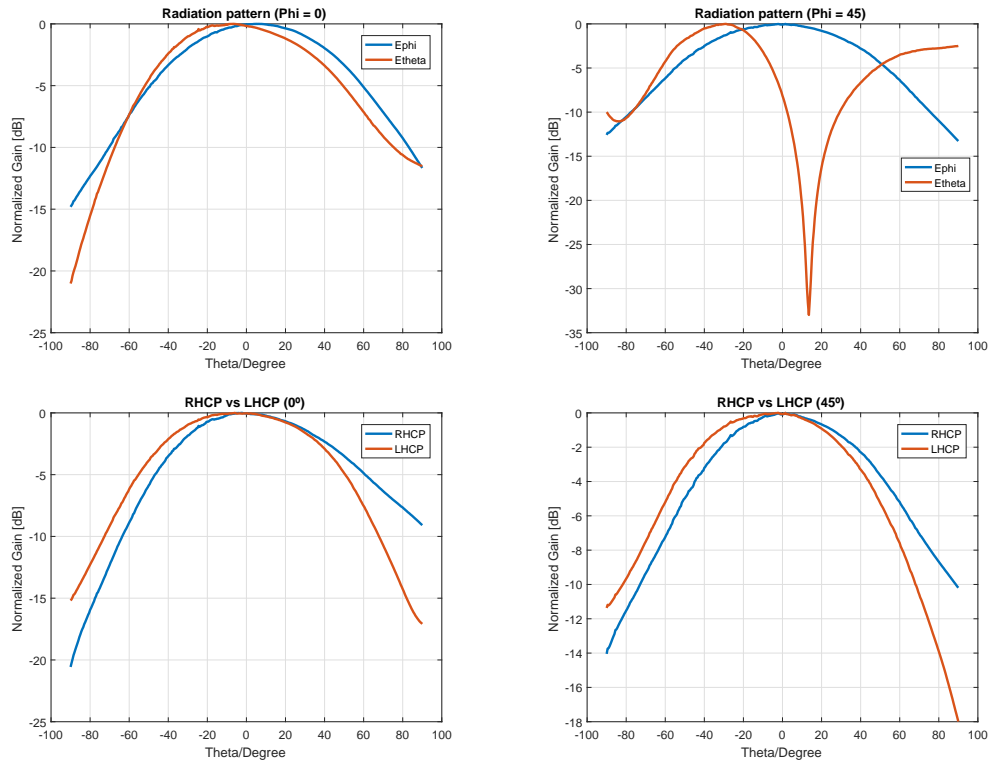 Radiation pattern (Phi = 0)
Normalized Gain [dB]
0
-5
-10
-15
-20
-25
-100 -80 -60 -40 -20 0 20 40 60 80 100
Theta/Degree
Ephi
Etheta
Radiation pattern (Phi = 45)
Normalized Gain [dB]
0
-5
-10
-15
-20
-25
-30
-35
-100 -80 -60 -40 -20 0 20 40 60 80 100
Theta/Degree
Ephi
Etheta
RHCP vs LHCP (0º)
Normalized Gain [dB]
0
-5
-10
-15
-20
-25
-100 -80 -60 -40 -20 0 20 40 60 80 100
Theta/Degree
RHCP
LHCP
RHCP vs LHCP (45º)
Normalized Gain [dB]
0
-2
-4
-6
-8
-10
-12
-14
-16
-18
-100 -80 -60 -40 -20 0 20 40 60 80 100
Theta/Degree
RHCP
LHCP